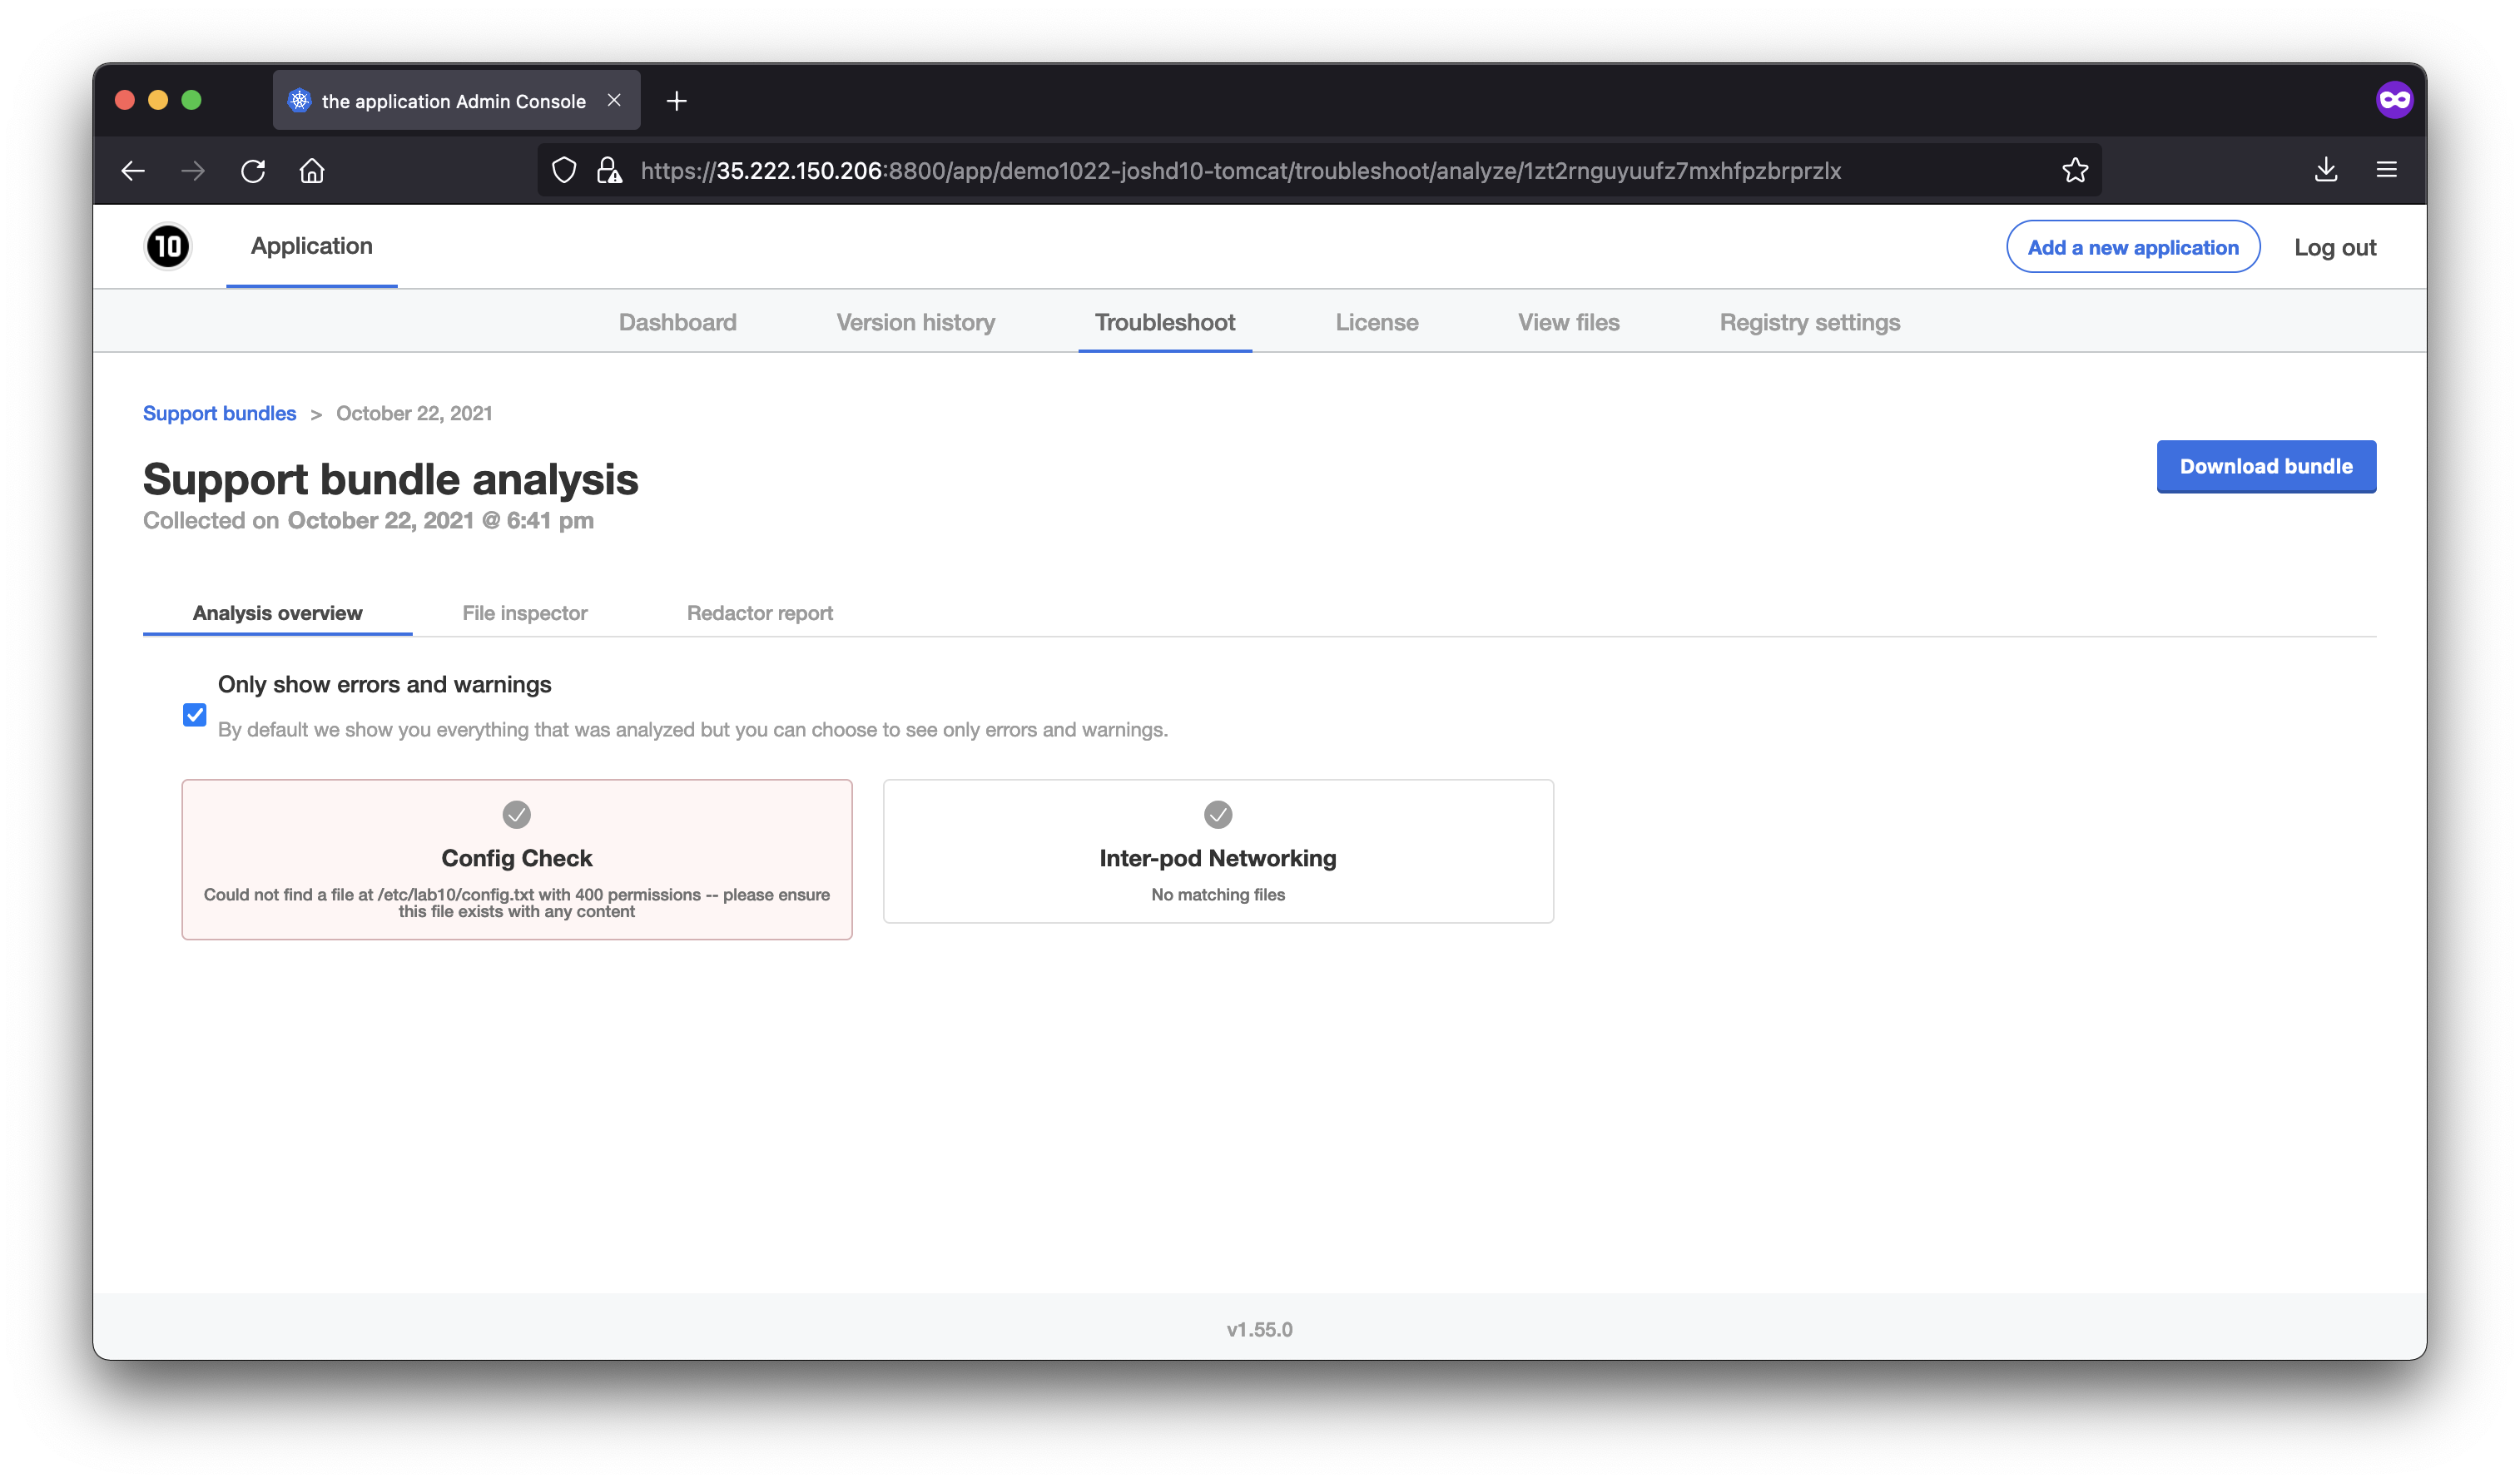 the application Admin Console
https://35.222.150.206:8800/app/demo1022-joshd10-tomcat/troubleshoot/analyze/1zt2rnguyuufz7mxhfpzbrprzlx
10 Application Add a new application Log out
Dashboard Version history Troubleshoot License View files Registry settings
Support bundles > October 22, 2021
Support bundle analysis
Download bundle
Collected on October 22, 2021 @ 6:41 pm
Analysis overview File inspector Redactor report
Only show errors and warnings
By default we show you everything that was analyzed but you can choose to see only errors and warnings.
Config Check
Could not find a file at /etc/lab10/config.txt with 400 permissions -- please ensure
this file exists with any content
Inter-pod Networking
No matching files
v1.55.0